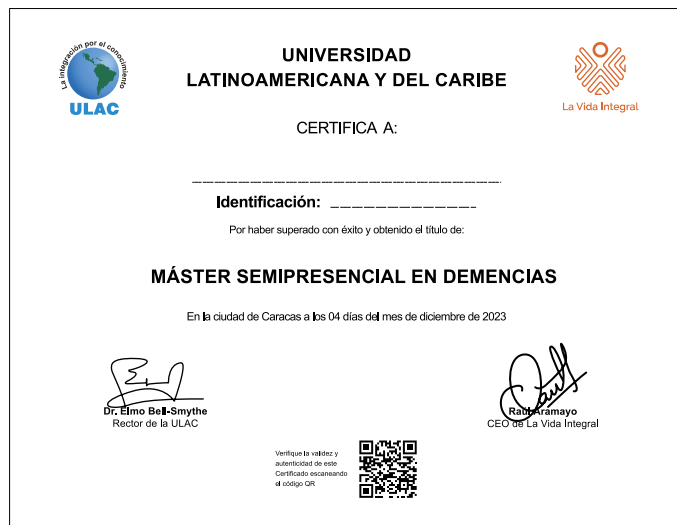 La integración por el conocimiento
ULAC
UNIVERSIDAD
LATINOAMERICANA Y DEL CARIBE
La Vida Integral
CERTIFICA A:
Identificación:
Por haber superado con éxito y obtenido el título de:
MÁSTER SEMIPRESENCIAL EN DEMENCIAS
En la ciudad de Caracas a los 04 días del mes de diciembre de 2023
Dr. Elmo Bell-Smythe
Rector de la ULAC
Raúl Aramayo
CEO de La Vida Integral
Verifique la validez y
autenticidad de este
Certificado escaneando
el código QR